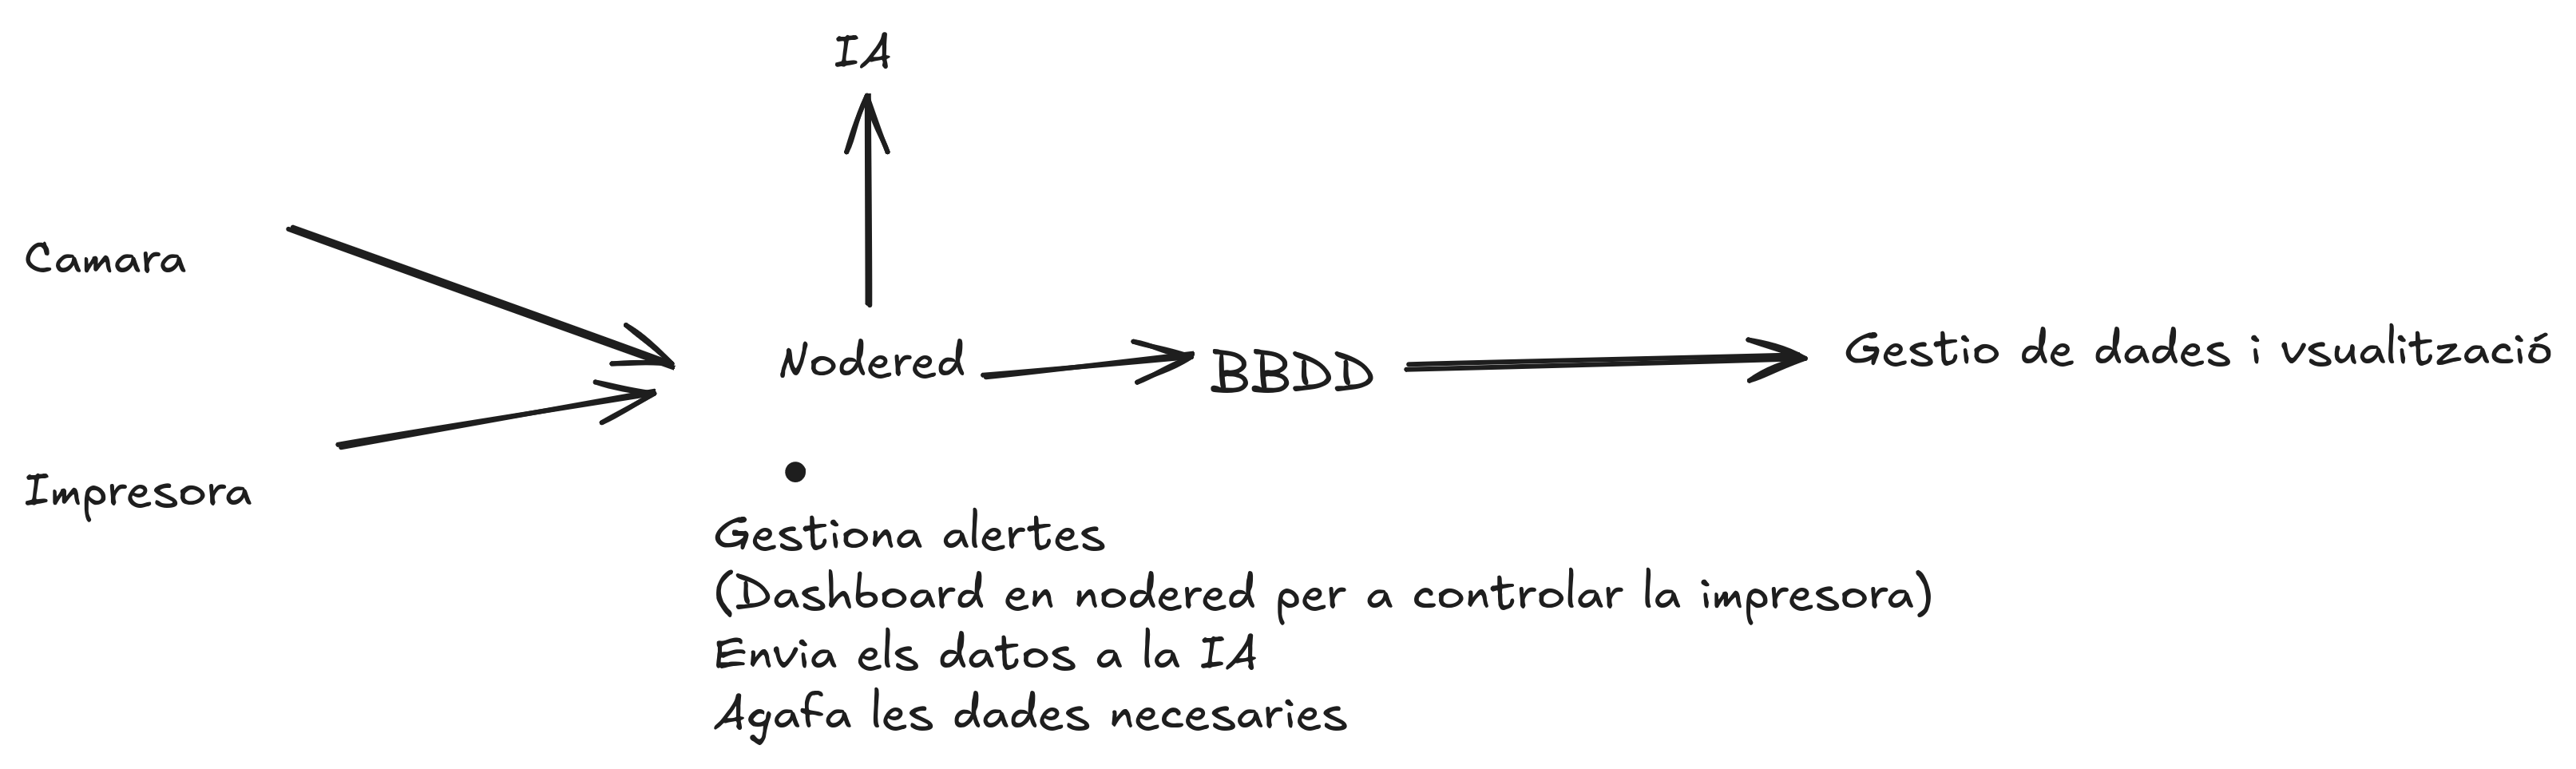 IA
Camara
Nodered
BBDD
Gestio de dades i vsualització
Impresora
Gestiona alertes
(Dashboard en nodered per a controlar la impresora)
Envia els datos a la IA
Agafa les dades necesaries